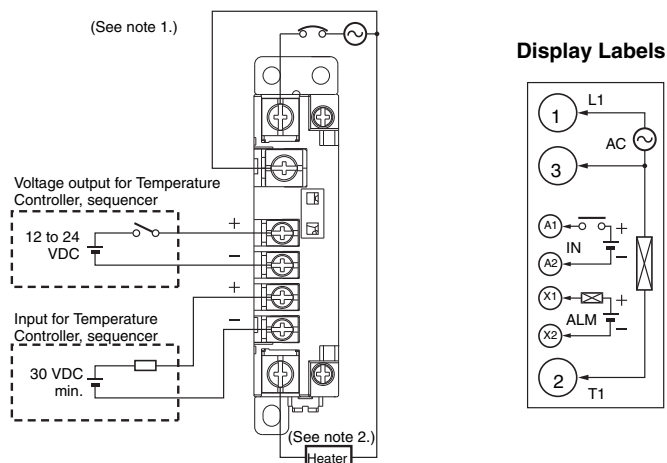 (See note 1.)
Voltage output for Temperature
Controller, sequencer
12 to 24
VDC
+
−
+
−
Input for Temperature
Controller, sequencer
30 VDC
min.
(See note 2.)
Heater
Display Labels
1
L1
AC
3
A1
+
IN
−
A2
X1
+
ALM
−
X2
2
T1